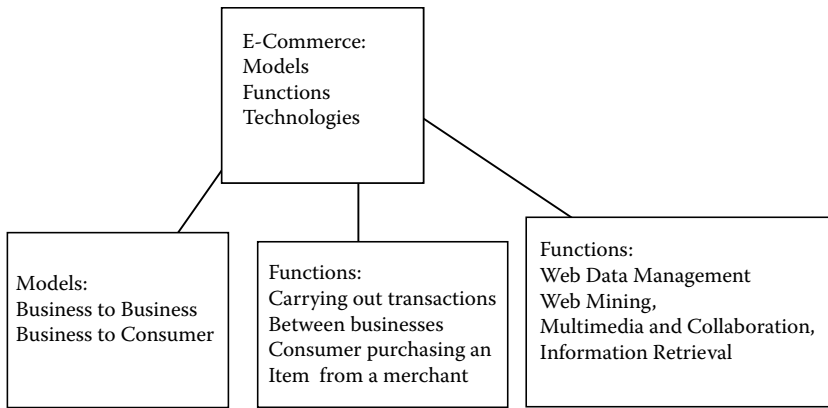 E-Commerce:
Models
Functions
Technologies
Models:
Business to Business
Business to Consumer
Functions:
Carrying out transactions
Between businesses
Consumer purchasing an
Item from a merchant
Functions:
Web Data Management
Web Mining,
Multimedia and Collaboration,
Information Retrieval